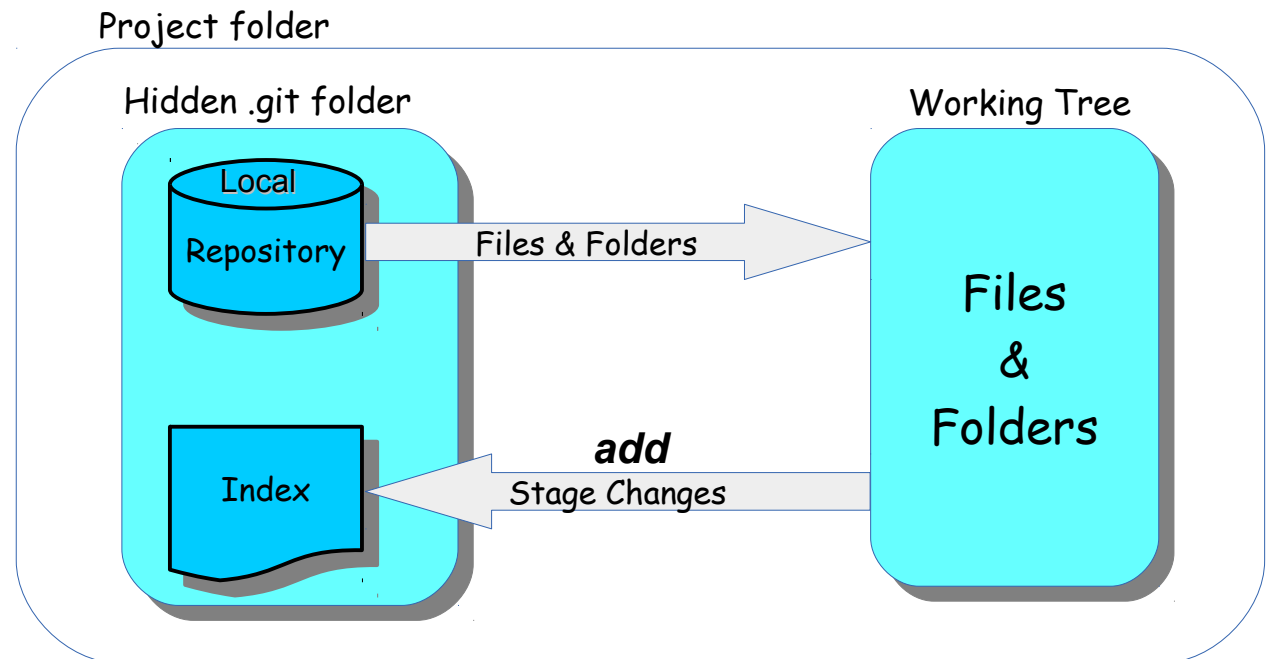 Project folder
Hidden .git folder
Working Tree
Local
Repository
Files & Folders
Files
&
Folders
add
Stage Changes
Index